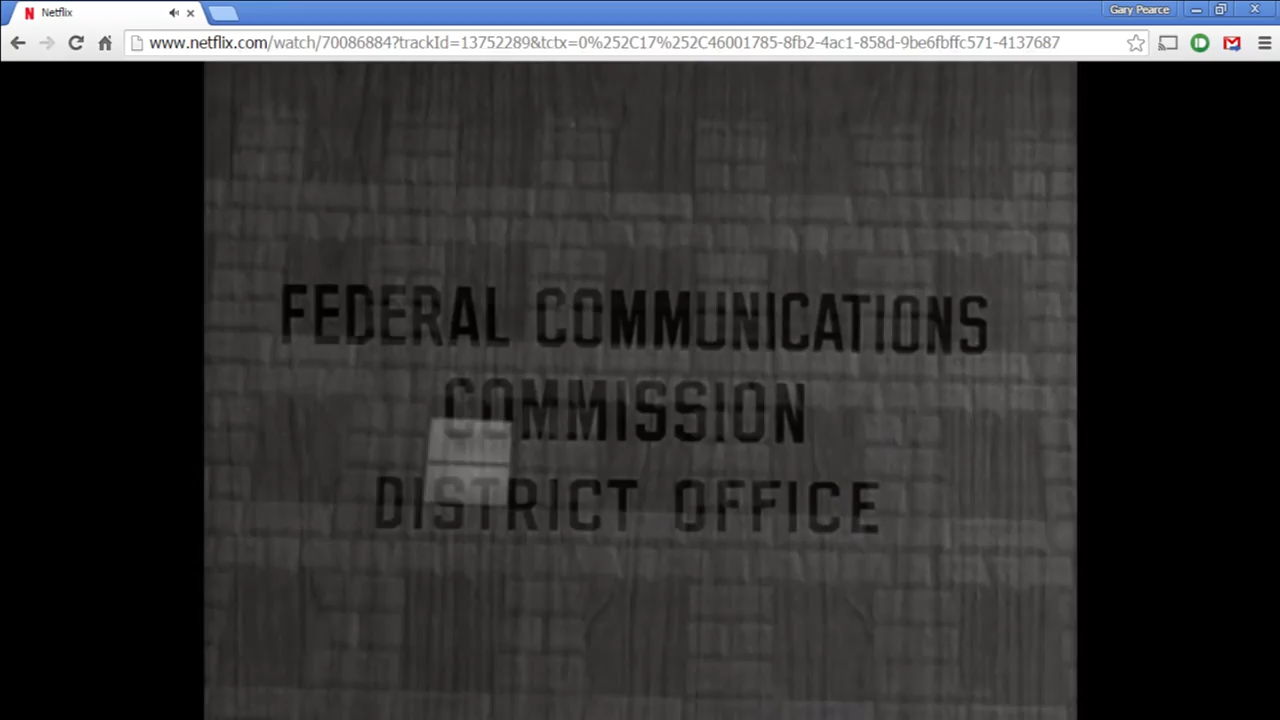 Netflix
Gary Pearce
www.netflix.com/watch/70086884?trackId=13752289&tctx=0%252C17%252C46001785-8fb2-4ac1-858d-9be6fbffc571-4137687
FEDERAL COMMUNICATIONS
COMMISSION
DISTRICT OFFICE